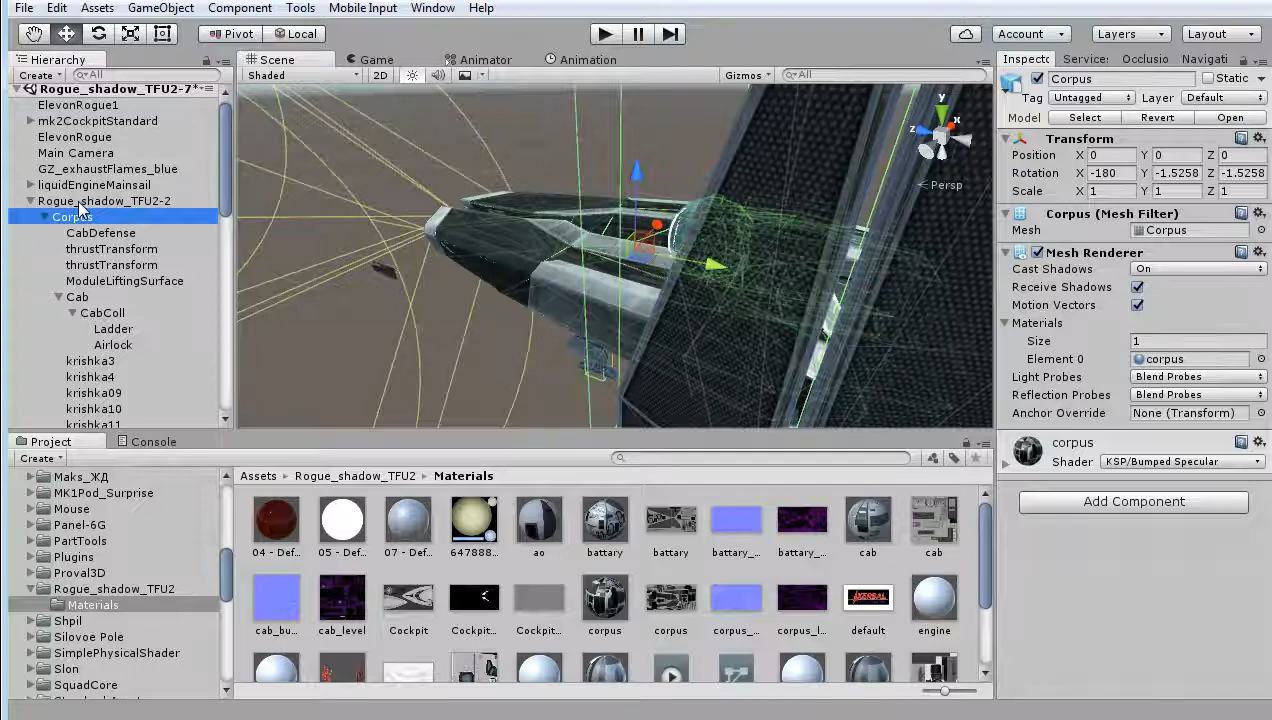 File Edit Assets GameObject Component Tools Mobile Input Window Help
Pivot Local Account Layers Layout
Hierarchy
Create All
Rogue_shadow_TFU2-7*
ElevonRogue1
mk2CockpitStandard
ElevonRogue
Main Camera
GZ_exhaustFlames_blue
liquidEngineMainsail
Rogue_shadow_TFU2-2
Corpus
CabDefense
thrustTransform
thrustTransform
ModuleLiftingSurface
Cab
CabColl
Ladder
Airlock
krishka3
krishka4
krishka09
krishka10
krishka11
Scene Game Animator Animation
Shaded 2D Gizmos All
y
x
z
Persp
Inspecto Services Occlusio Navigati
Corpus Static
Tag Untagged Layer Default
Model Select Revert Open
Transform
Position X 0 Y 0 Z 0
Rotation X -180 Y -1.5258 Z -1.5258
Scale X 1 Y 1 Z 1
Corpus (Mesh Filter)
Mesh Corpus
Mesh Renderer
Cast Shadows On
Receive Shadows
Motion Vectors
Materials
Size 1
Element 0 corpus
Light Probes Blend Probes
Reflection Probes Blend Probes
Anchor Override None (Transform)
corpus
Shader KSP/Bumped Specular
Add Component
Project Console
Create
Maks_ЖД
MK1Pod_Surprise
Mouse
Panel-6G
PartTools
Plugins
Proval3D
Rogue_shadow_TFU2
Materials
Shpil
Silovoe Pole
SimplePhysicalShader
Slon
SquadCore
Assets Rogue_shadow_TFU2 Materials
04 - Def... 05 - Def... 07 - Def... 647888... ao battary battary battary_... battary_... cab cab
cab_bu... cab_level Cockpit Cockpit... Cockpit... corpus corpus corpus_... corpus_l... default engine